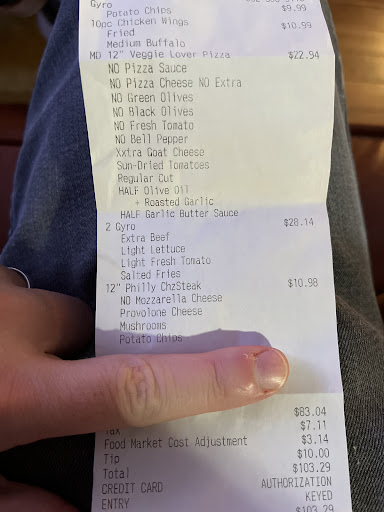 Gyro
Potato Chips $9.99
10pc Chicken Wings $10.99
Fried
Medium Buffalo
MD 12" Veggie Lover Pizza $22.94
NO Pizza Sauce
NO Pizza Cheese NO Extra
NO Green Olives
NO Black Olives
NO Fresh Tomato
NO Bell Pepper
Xxtra Goat Cheese
Sun-Dried Tomatoes
Regular Cut
HALF Olive Oil
+ Roasted Garlic
HALF Garlic Butter Sauce
2 Gyro $28.14
Extra Beef
Light Lettuce
Light Fresh Tomato
Salted Fries
12" Philly ChzSteak $10.98
NO Mozzarella Cheese
Provolone Cheese
Mushrooms
Potato Chips
$83.04
Tax $7.11
Food Market Cost Adjustment $3.14
Tip $10.00
Total $103.29
CREDIT CARD AUTHORIZATION
ENTRY KEYED
$103.29